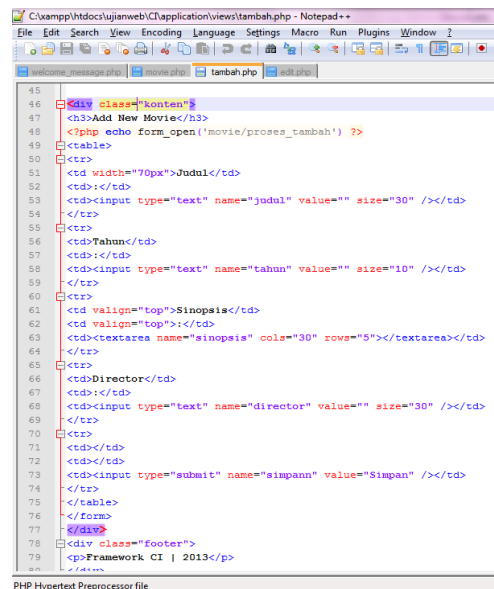 C:\xampp\htdocs\ujianweb\CI\application\views\tambah.php - Notepad++
File Edit Search View Encoding Language Settings Macro Run Plugins Window ?
welcome_message.php movie.php tambah.php edit.php
45
46 <div class="konten">
47 <h3>Add New Movie</h3>
48 <?php echo form_open('movie/proses_tambah') ?>
49 <table>
50 <tr>
51 <td width="70px">Judul</td>
52 <td>:</td>
53 <td><input type="text" name="judul" value="" size="30" /></td>
54 </tr>
55 <tr>
56 <td>Tahun</td>
57 <td>:</td>
58 <td><input type="text" name="tahun" value="" size="10" /></td>
59 </tr>
60 <tr>
61 <td valign="top">Sinopsis</td>
62 <td valign="top">:</td>
63 <td><textarea name="sinopsis" cols="30" rows="5"></textarea></td>
64 </tr>
65 <tr>
66 <td>Director</td>
67 <td>:</td>
68 <td><input type="text" name="director" value="" size="30" /></td>
69 </tr>
70 <tr>
71 <td></td>
72 <td></td>
73 <td><input type="submit" name="simpann" value="Simpan" /></td>
74 </tr>
75 </table>
76 </form>
77 </div>
78 <div class="footer">
79 <p>Framework CI | 2013</p>
80 </div>
PHP Hypertext Preprocessor file